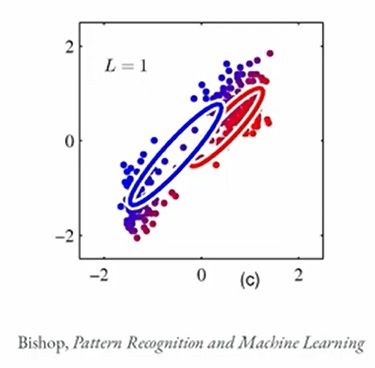 2
L = 1
0
−2
−2
0
2
(c)
Bishop, Pattern Recognition and Machine Learning